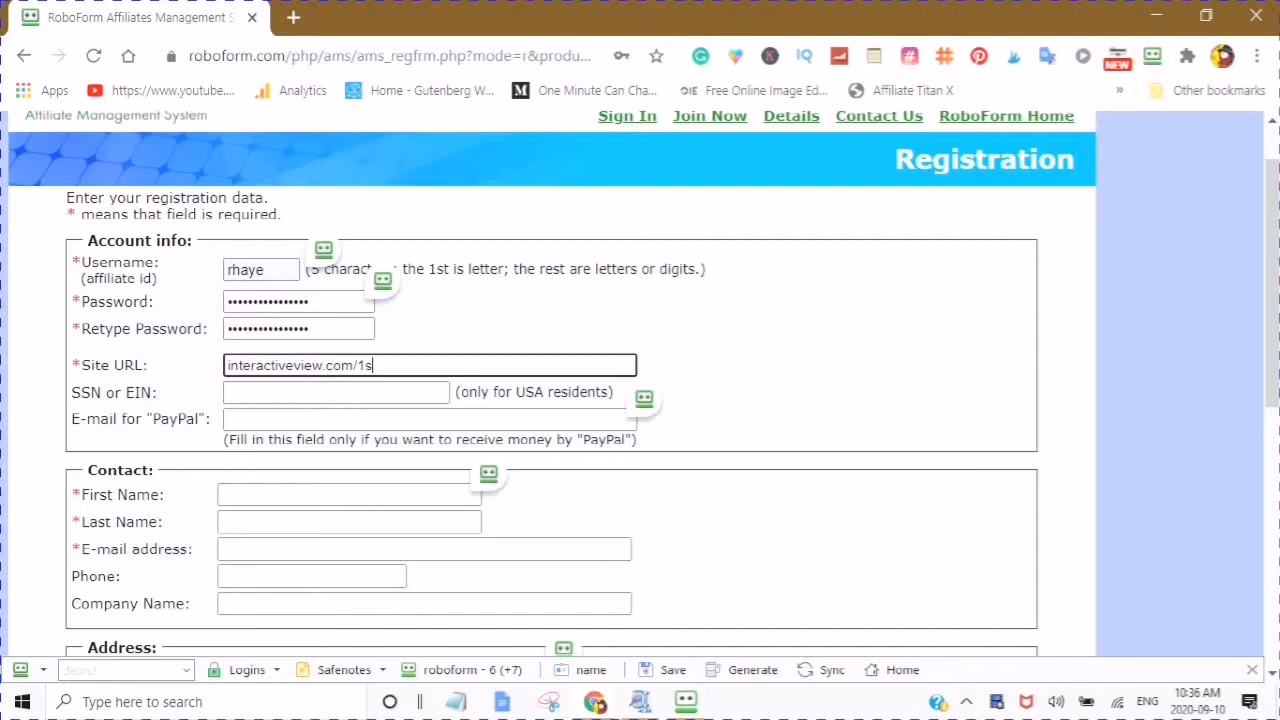 RoboForm Affiliates Management S
roboform.com/php/ams/ams_regfrm.php?mode=r&produ...
NEW
Apps
https://www.youtube....
Analytics
Home - Gutenberg W...
One Minute Can Cha...
Free Online Image Ed...
Affiliate Titan X
»
Other bookmarks
Affiliate Management System
Sign In
Join Now
Details
Contact Us
RoboForm Home
Registration
Enter your registration data.
* means that field is required.
Account info:
*Username: rhaye (5 charact the 1st is letter; the rest are letters or digits.)
(affiliate id)
*Password: ••••••••••••••••
*Retype Password: ••••••••••••••••
*Site URL: interactiveview.com/1s
SSN or EIN: (only for USA residents)
E-mail for "PayPal":
(Fill in this field only if you want to receive money by "PayPal")
Contact:
*First Name:
*Last Name:
*E-mail address:
Phone:
Company Name:
Address:
Search
Logins
Safenotes
roboform - 6 (+7)
name
Save
Generate
Sync
Home
Type here to search
ENG
10:36 AM
2020-09-10